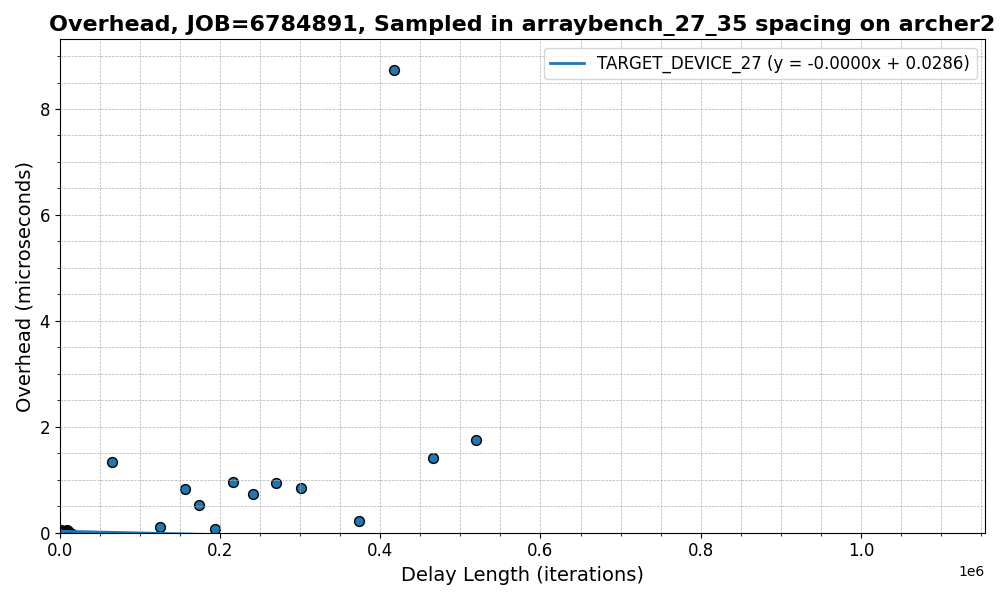 Overhead, JOB=6784891, Sampled in arraybench_27_35 spacing on archer2
TARGET_DEVICE_27 (y = -0.0000x + 0.0286)
Overhead (microseconds)
8
6
4
2
0
0.0 0.2 0.4 0.6 0.8 1.0
1e6
Delay Length (iterations)